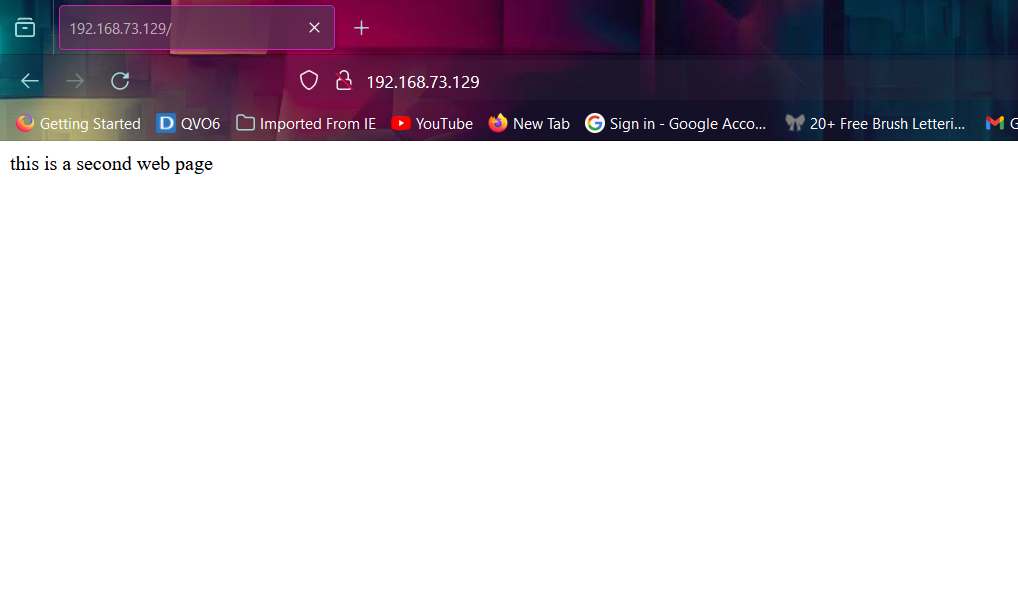 192.168.73.129/
192.168.73.129
Getting Started D QVO6 Imported From IE YouTube New Tab G Sign in - Google Acco... 20+ Free Brush Letteri... G
this is a second web page